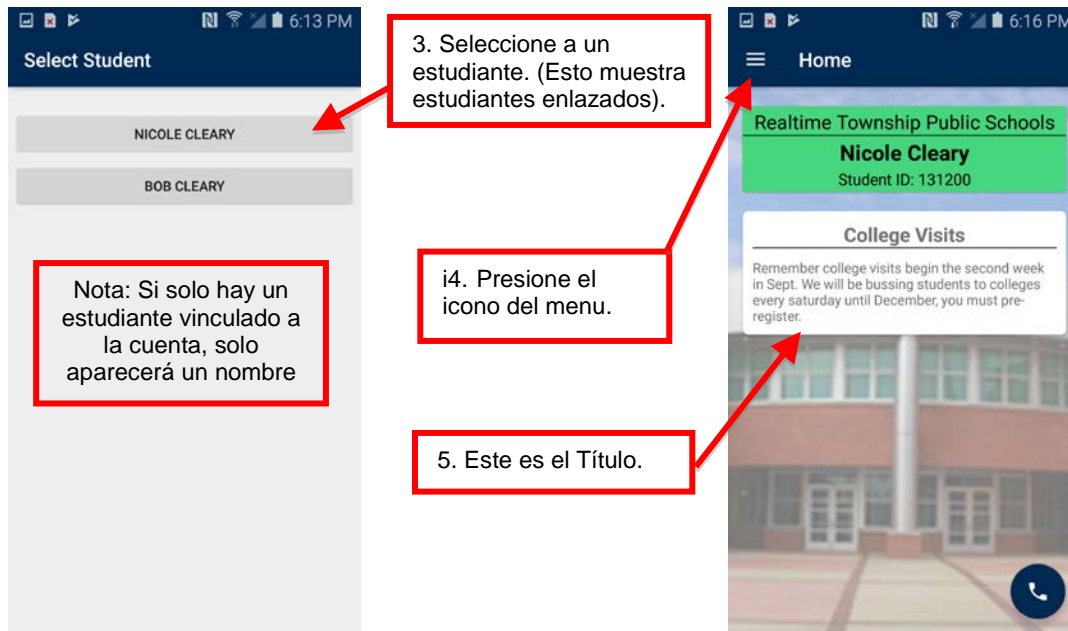 6:13 PM
Select Student
NICOLE CLEARY
BOB CLEARY
Nota: Si solo hay un
estudiante vinculado a
la cuenta, solo
aparecerá un nombre
3. Seleccione a un
estudiante. (Esto muestra
estudiantes enlazados).
i4. Presione el
icono del menu.
5. Este es el Título.
6:16 PM
Home
Realtime Township Public Schools
Nicole Cleary
Student ID: 131200
College Visits
Remember college visits begin the second week
in Sept. We will be bussing students to colleges
every saturday until December, you must pre-
register.